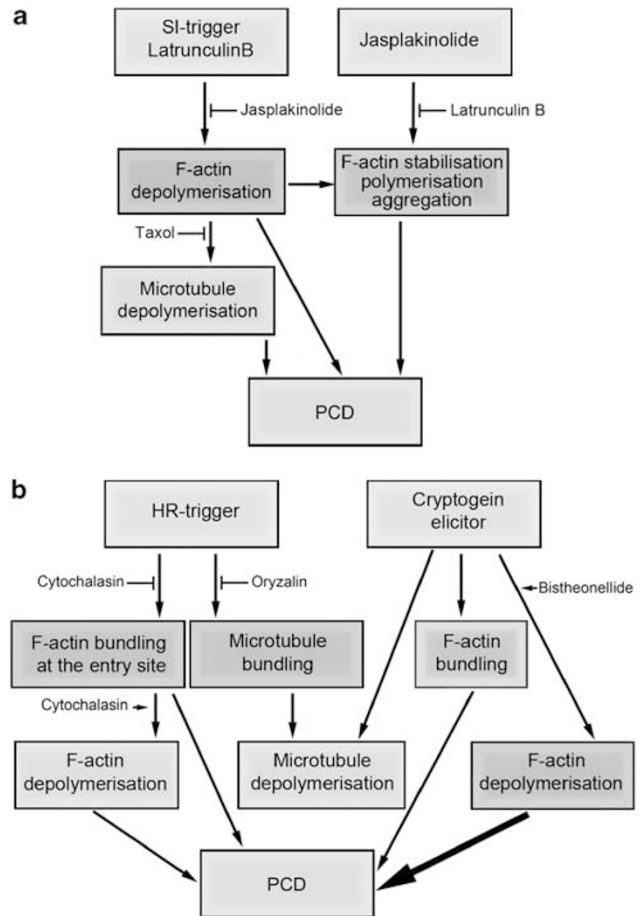 a
SI-trigger
LatrunculinB
Jasplakinolide
Jasplakinolide
Latrunculin B
F-actin
depolymerisation
F-actin stabilisation
polymerisation
aggregation
Taxol
Microtubule
depolymerisation
PCD
b
HR-trigger
Cryptogein
elicitor
Cytochalasin
Oryzalin
Bistheonellide
F-actin bundling
at the entry site
Microtubule
bundling
F-actin
bundling
Cytochalasin
F-actin
depolymerisation
Microtubule
depolymerisation
F-actin
depolymerisation
PCD